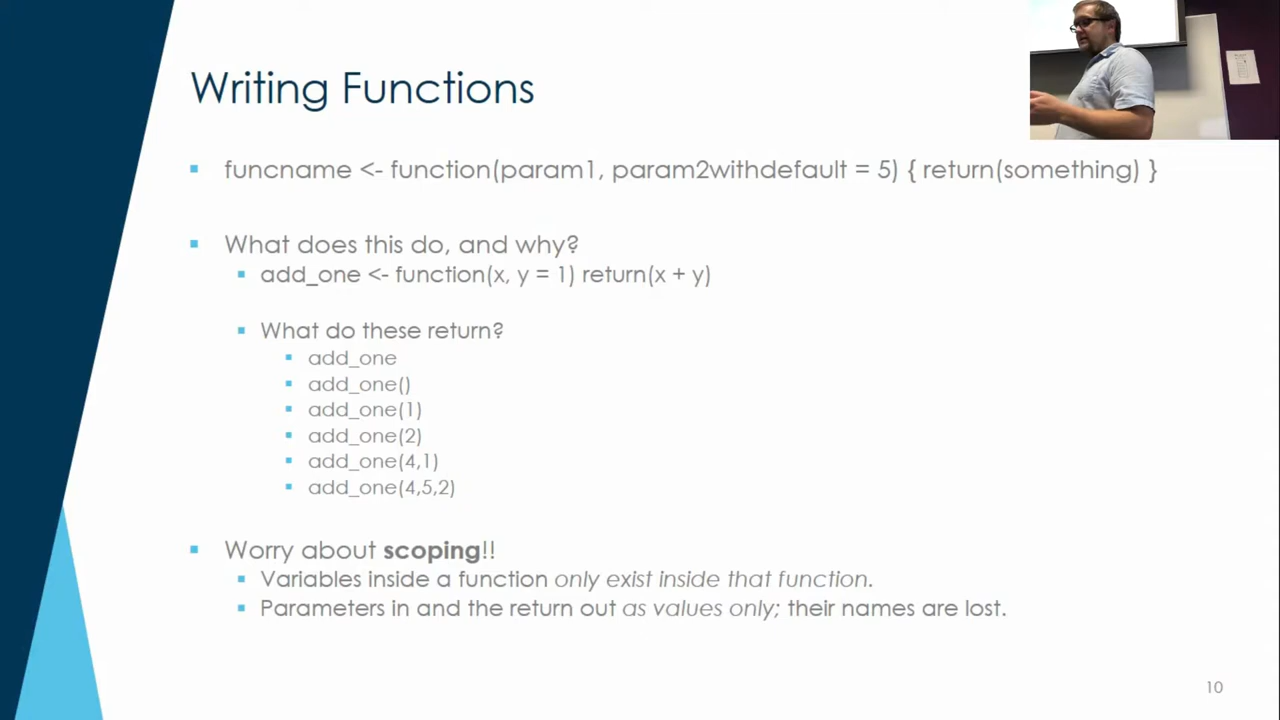 Writing Functions
funcname <- function(param1, param2withdefault = 5) { return(something) }
What does this do, and why?
add_one <- function(x, y = 1) return(x + y)
What do these return?
add_one
add_one()
add_one(1)
add_one(2)
add_one(4,1)
add_one(4,5,2)
Worry about scoping!!
Variables inside a function only exist inside that function.
Parameters in and the return out as values only; their names are lost.
10